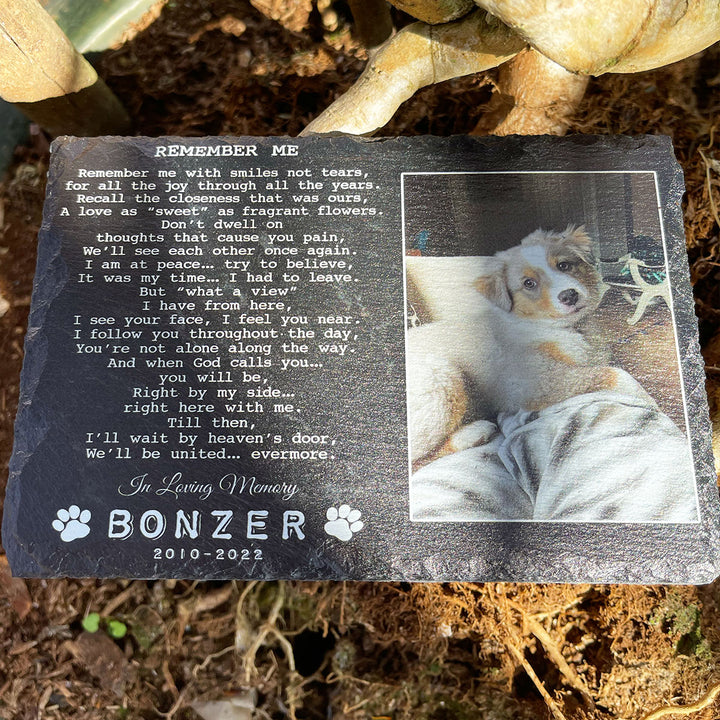 REMEMBER ME
Remember me with smiles not tears,
for all the joy through all the years.
Recall the closeness that was ours,
A love as “sweet” as fragrant flowers.
Don’t dwell on
thoughts that cause you pain,
We’ll see each other once again.
I am at peace… try to believe,
It was my time… I had to leave.
But “what a view”
I have from here,
I see your face, I feel you near.
I follow you throughout the day,
You’re not alone along the way.
And when God calls you…
you will be,
Right by my side…
right here with me.
Till then,
I’ll wait by heaven’s door,
We’ll be united… evermore.
In Loving Memory
BONZER
2010-2022